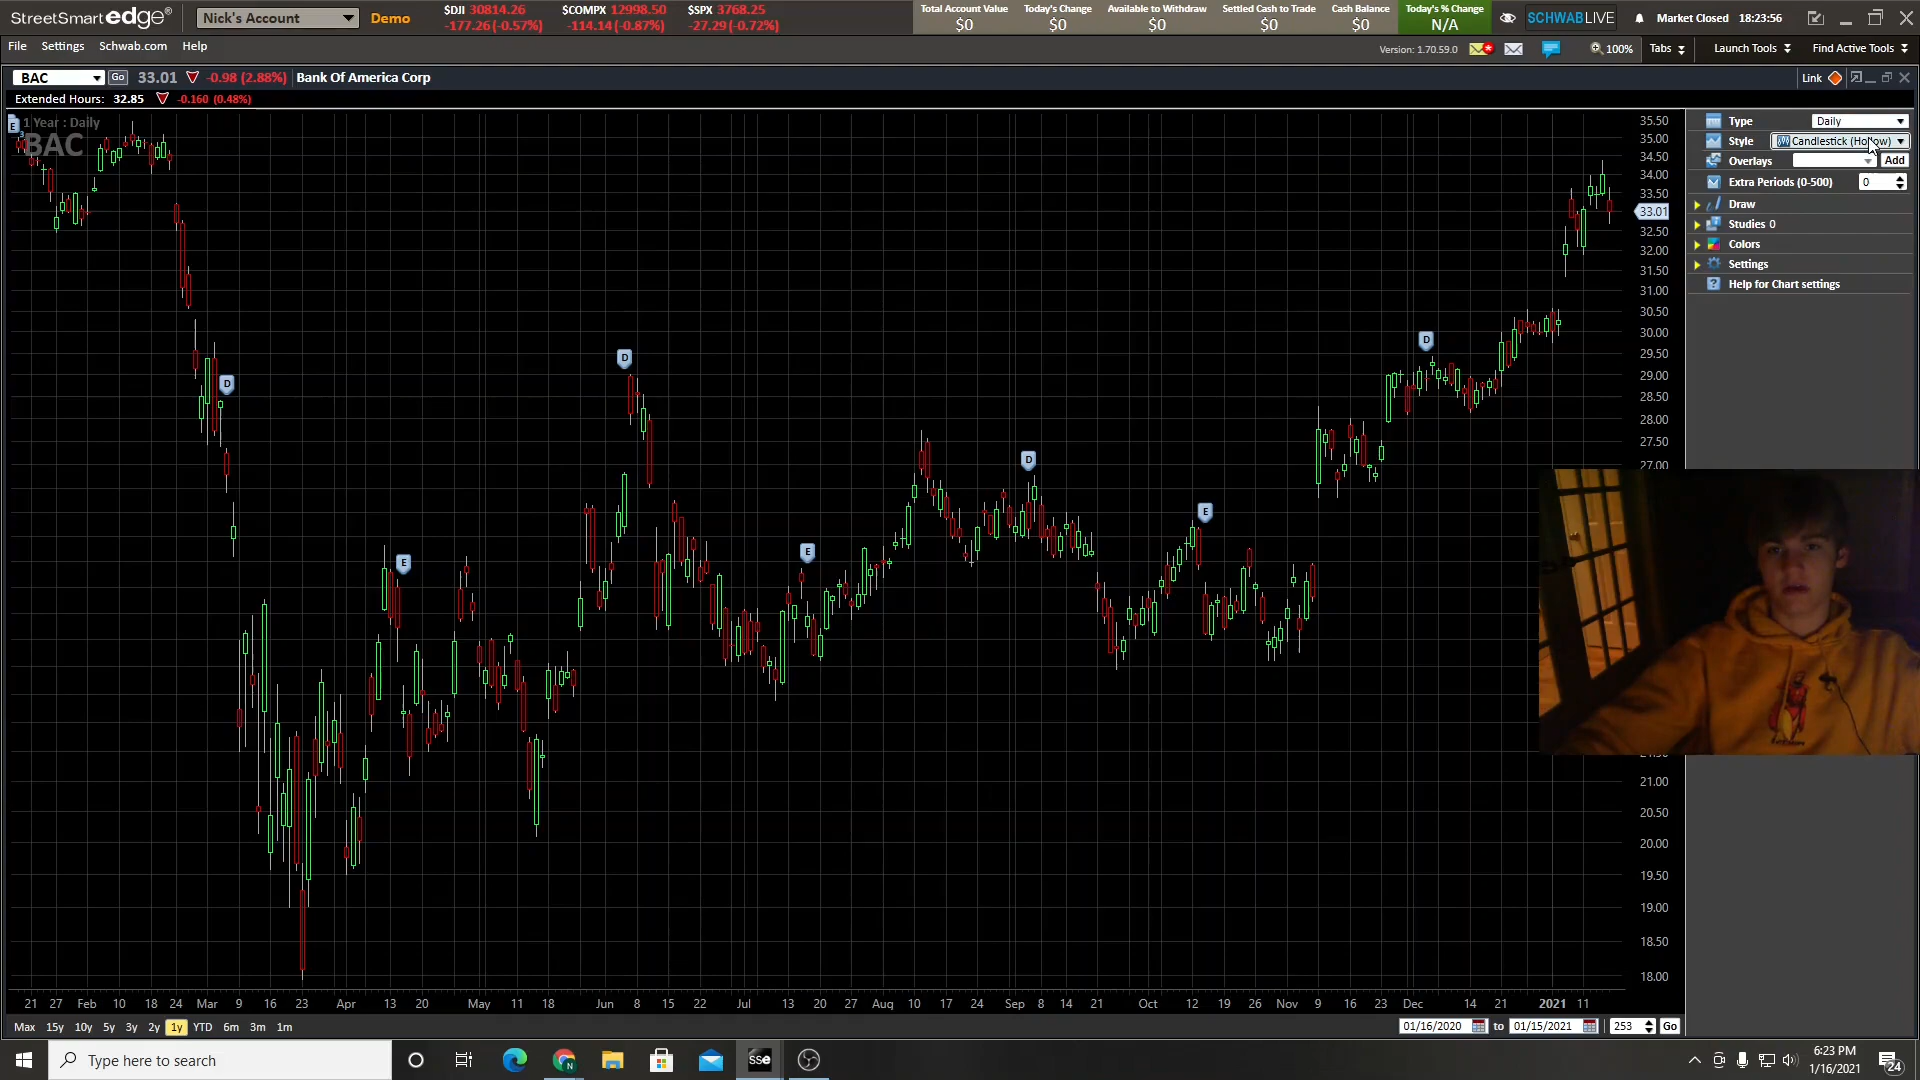 StreetSmartedge®
Nick's Account
Demo
$DJI 30814.26
-177.26 (-0.57%)
$COMPX 12998.50
-114.14 (-0.87%)
$SPX 3768.25
-27.29 (-0.72%)
Total Account Value
$0
Today's Change
$0
Available to Withdraw
$0
Settled Cash to Trade
$0
Cash Balance
$0
Today's % Change
N/A
SCHWABLIVE
Market Closed 18:23:56
File Settings Schwab.com Help
Version: 1.70.59.0
100%
Tabs
Launch Tools
Find Active Tools
BAC Go 33.01 -0.98 (2.88%) Bank Of America Corp
Link
Extended Hours: 32.85 -0.160 (0.48%)
1 Year : Daily
BAC
E
D
E
D
E
D
E
D
35.50
35.00
34.50
34.00
33.50
33.01
32.50
32.00
31.50
31.00
30.50
30.00
29.50
29.00
28.50
28.00
27.50
27.00
21.00
20.50
20.00
19.50
19.00
18.50
18.00
Type Daily
Style Candlestick (Hollow)
Overlays Add
Extra Periods (0-500) 0
Draw
Studies 0
Colors
Settings
Help for Chart settings
21 27 Feb 10 18 24 Mar 9 16 23 Apr 13 20 May 11 18 Jun 8 15 22 Jul 13 20 27 Aug 10 17 24 Sep 8 14 21 Oct 12 19 26 Nov 9 16 23 Dec 14 21 2021 11
Max 15y 10y 5y 3y 2y 1y YTD 6m 3m 1m
01/16/2020 to 01/15/2021 253 Go
Type here to search
N
SSe
6:23 PM
1/16/2021
24